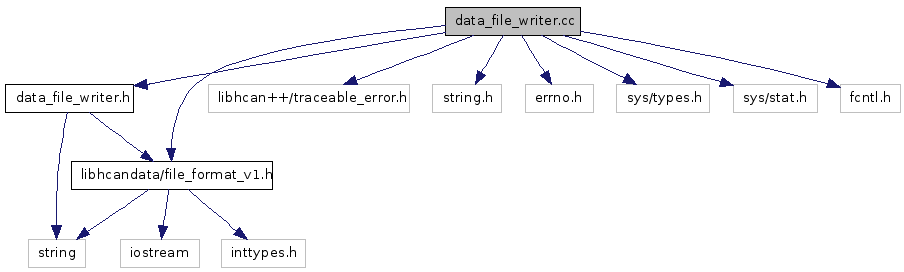 data_file_writer.cc
data_file_writer.h
libhcan++/traceable_error.h
string.h
errno.h
sys/types.h
sys/stat.h
fcntl.h
libhcandata/file_format_v1.h
string
iostream
inttypes.h